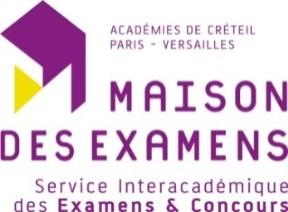 ACADÉMIES DE CRÉTEIL
PARIS - VERSAILLES
MAISON
DES EXAMENS
Service Interacadémique
des Examens & Concours